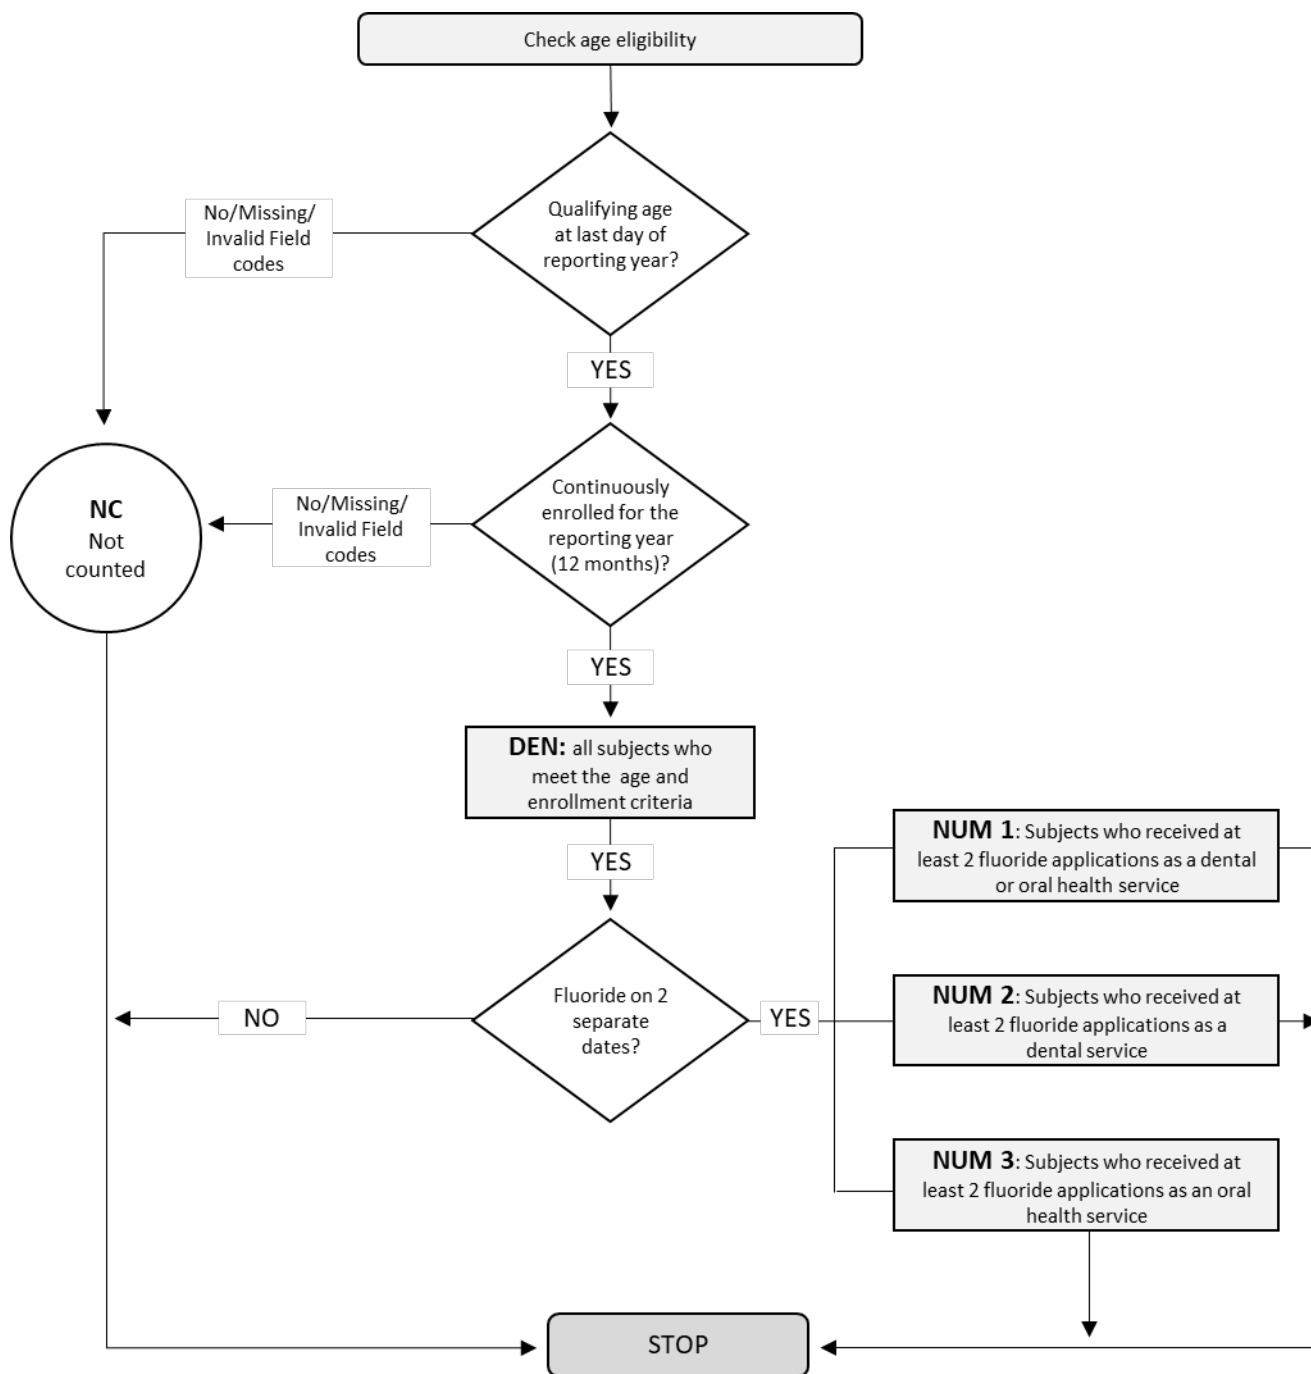 Check age eligibility
Qualifying age
at last day of
reporting year?
No/Missing/
Invalid Field
codes
YES
NC
Not
counted
No/Missing/
Invalid Field
codes
Continuously
enrolled for the
reporting year
(12 months)?
YES
DEN: all subjects who
meet the age and
enrollment criteria
YES
NUM 1: Subjects who received at
least 2 fluoride applications as a dental
or oral health service
NO
Fluoride on 2
separate
dates?
YES
NUM 2: Subjects who received at
least 2 fluoride applications as a
dental service
NUM 3: Subjects who received at
least 2 fluoride applications as an oral
health service
STOP